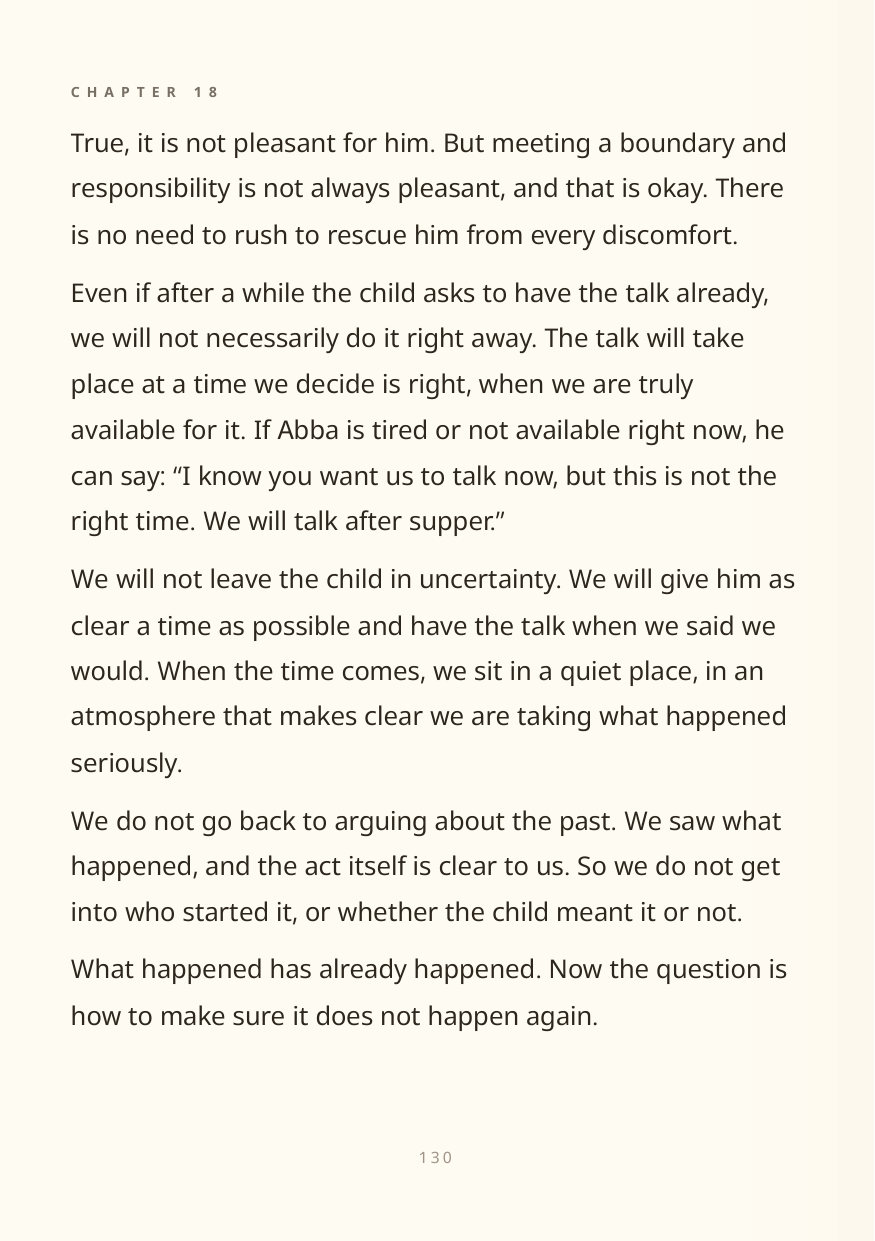 CHAPTER 18
True, it is not pleasant for him. But meeting a boundary and
responsibility is not always pleasant, and that is okay. There
is no need to rush to rescue him from every discomfort.
Even if after a while the child asks to have the talk already,
we will not necessarily do it right away. The talk will take
place at a time we decide is right, when we are truly
available for it. If Abba is tired or not available right now, he
can say: “I know you want us to talk now, but this is not the
right time. We will talk after supper.”
We will not leave the child in uncertainty. We will give him as
clear a time as possible and have the talk when we said we
would. When the time comes, we sit in a quiet place, in an
atmosphere that makes clear we are taking what happened
seriously.
We do not go back to arguing about the past. We saw what
happened, and the act itself is clear to us. So we do not get
into who started it, or whether the child meant it or not.
What happened has already happened. Now the question is
how to make sure it does not happen again.
130